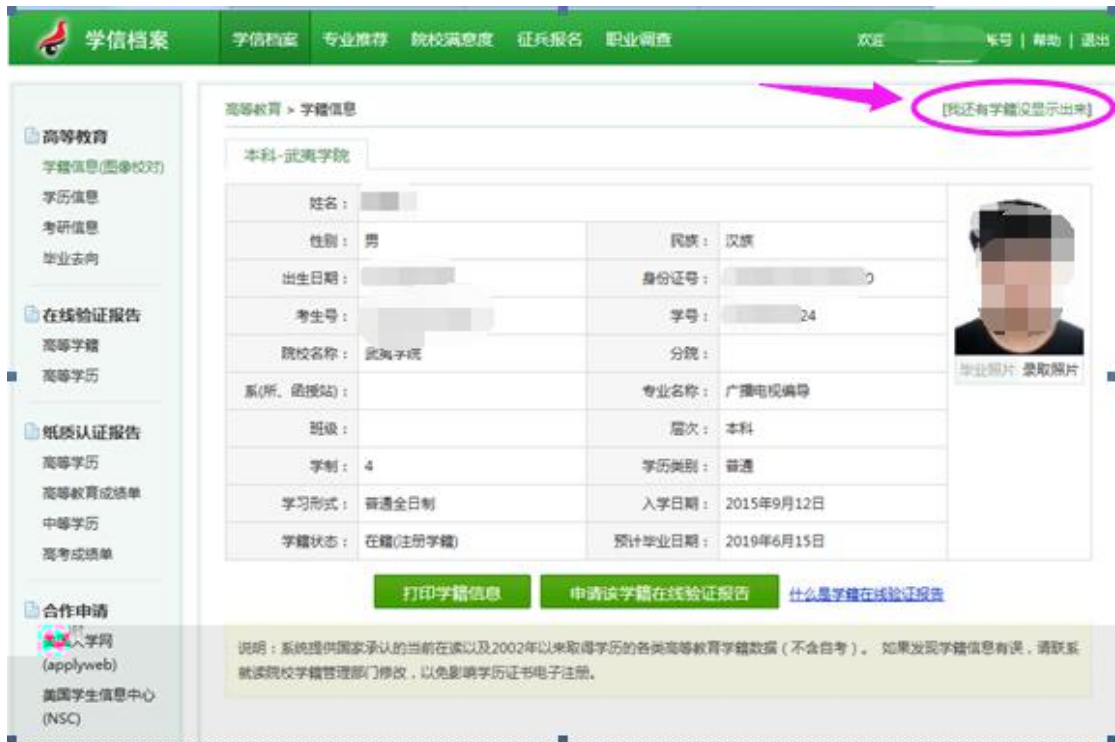 学信档案
学信档案 专业推荐 院校满意度 征兵报名 职业调查
欢迎 帐号 | 帮助 | 退出
高等教育
学籍信息(图像校对)
学历信息
考研信息
毕业去向
在线验证报告
高等学籍
高等学历
纸质认证报告
高等学历
高等教育成绩单
中等学历
高考成绩单
合作申请
入学网
(applyweb)
美国学生信息中心
(NSC)
高等教育 > 学籍信息
[我还有学籍没显示出来]
本科-武夷学院
姓名：
性别： 男 民族： 汉族
出生日期： 身份证号：
考生号： 学号： 24
院校名称： 武夷学院 分院：
系(所、函授站)： 专业名称： 广播电视编导
班级： 层次： 本科
学制： 4 学历类别： 普通
学习形式： 普通全日制 入学日期： 2015年9月12日
学籍状态： 在籍(注册学籍) 预计毕业日期： 2019年6月15日
毕业照片 录取照片
打印学籍信息 申请该学籍在线验证报告 什么是学籍在线验证报告
说明：系统提供国家承认的当前在读以及2002年以来取得学历的各类高等教育学籍数据（不含自考）。 如果发现学籍信息有误，请联系
就读院校学籍管理部门修改，以免影响学历证书电子注册。